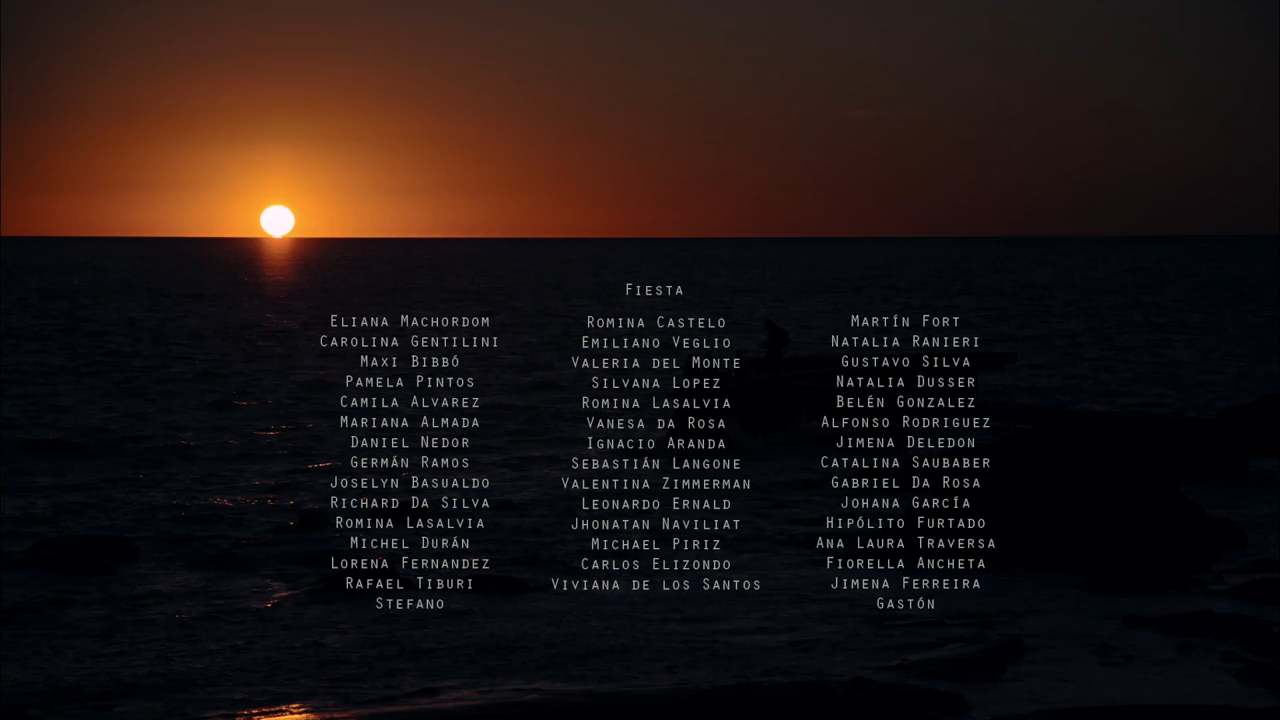 Fiesta
Eliana Machordom
Carolina Gentilini
Maxi Bibbó
Pamela Pintos
Camila Alvarez
Mariana Almada
Daniel Nedor
Germán Ramos
Joselyn Basualdo
Richard Da Silva
Romina Lasalvia
Michel Durán
Lorena Fernandez
Rafael Tiburi
Stefano
Romina Castelo
Emiliano Veglio
Valeria del Monte
Silvana Lopez
Romina Lasalvia
Vanesa da Rosa
Ignacio Aranda
Sebastián Langone
Valentina Zimmerman
Leonardo Ernald
Jhonatan Naviliat
Michael Piriz
Carlos Elizondo
Viviana de los Santos
Martín Fort
Natalia Ranieri
Gustavo Silva
Natalia Dusser
Belén Gonzalez
Alfonso Rodriguez
Jimena Deledon
Catalina Saubaber
Gabriel Da Rosa
Johana García
Hipólito Furtado
Ana Laura Traversa
Fiorella Ancheta
Jimena Ferreira
Gastón